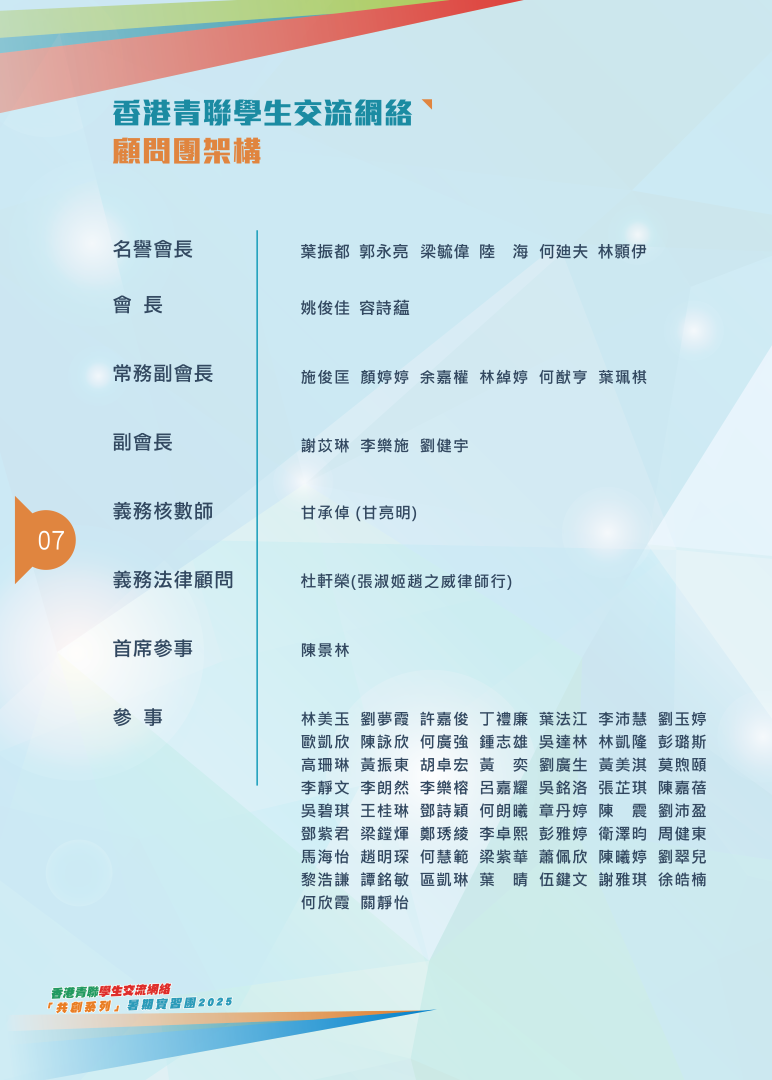 香港青聯學生交流網絡
顧問團架構
名譽會長 葉振都 郭永亮 梁毓偉 陸 海 何廸夫 林顥伊
會 長 姚俊佳 容詩蘊
常務副會長 施俊匡 顏婷婷 余嘉權 林綽婷 何猷亨 葉珮棋
副會長 謝苡琳 李樂施 劉健宇
義務核數師 甘承倬 (甘亮明)
義務法律顧問 杜軒榮(張淑姬趙之威律師行)
首席參事 陳景林
參 事 林美玉 劉夢霞 許嘉俊 丁禮廉 葉法江 李沛慧 劉玉婷
歐凱欣 陳詠欣 何廣強 鍾志雄 吳達林 林凱隆 彭璐斯
高珊琳 黃振東 胡卓宏 黃 奕 劉廣生 黃美淇 莫煦頤
李靜文 李朗然 李樂榕 呂嘉耀 吳銘洛 張芷琪 陳嘉蓓
吳碧琪 王桂琳 鄧詩穎 何朗曦 章丹婷 陳 震 劉沛盈
鄧紫君 梁鏜煇 鄭琇綾 李卓熙 彭雅婷 衛澤昀 周健東
馬海怡 趙明琛 何慧範 梁紫華 蕭佩欣 陳曦婷 劉翠兒
黎浩謙 譚銘敏 區凱琳 葉 晴 伍鍵文 謝雅琪 徐皓楠
何欣霞 關靜怡
07
香港青聯學生交流網絡
「共創系列」暑期實習團2025